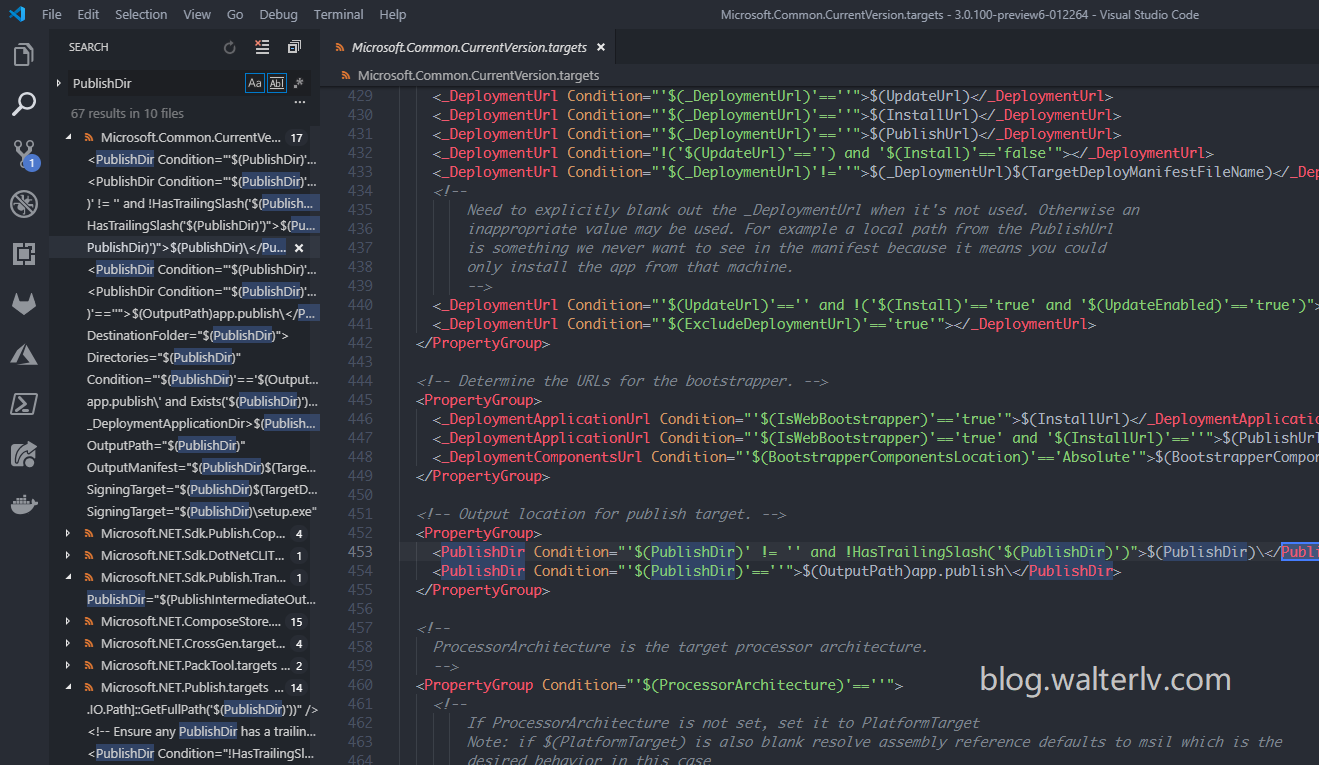 File Edit Selection View Go Debug Terminal Help Microsoft.Common.CurrentVersion.targets - 3.0.100-preview6-012264 - Visual Studio Code
SEARCH
PublishDir Aa Abl .*
...
67 results in 10 files
Microsoft.Common.CurrentVe... 17
<PublishDir Condition="'$(PublishDir)'...
<PublishDir Condition="'$(PublishDir)'...
)' != '' and !HasTrailingSlash('$(Publish...
HasTrailingSlash('$(PublishDir)')">$(Pu...
PublishDir)')">$(PublishDir)\</Pu...
<PublishDir Condition="'$(PublishDir)'...
<PublishDir Condition="'$(PublishDir)'...
)'=='">$(OutputPath)app.publish\</P...
DestinationFolder="$(PublishDir)">
Directories="$(PublishDir)"
Condition="'$(PublishDir)'=='$(Output...
app.publish\' and Exists('$(PublishDir)')...
_DeploymentApplicationDir>$(Publish...
OutputPath="$(PublishDir)"
OutputManifest="$(PublishDir)$(Targe...
SigningTarget="$(PublishDir)$(TargetD...
SigningTarget="$(PublishDir)\setup.exe"
Microsoft.NET.Sdk.Publish.Cop... 4
Microsoft.NET.Sdk.DotNetCLIT... 1
Microsoft.NET.Sdk.Publish.Tran... 1
PublishDir="$(PublishIntermediateOut...
Microsoft.NET.ComposeStore.... 15
Microsoft.NET.CrossGen.target... 4
Microsoft.NET.PackTool.targets ... 2
Microsoft.NET.Publish.targets ... 14
.IO.Path]::GetFullPath('$(PublishDir)'))" />
<!-- Ensure any PublishDir has a trailin...
<PublishDir Condition="!HasTrailingSl...
1
Microsoft.Common.CurrentVersion.targets
Microsoft.Common.CurrentVersion.targets
429 <_DeploymentUrl Condition="'$(_DeploymentUrl)'==''">$(UpdateUrl)</_DeploymentUrl>
430 <_DeploymentUrl Condition="'$(_DeploymentUrl)'==''">$(InstallUrl)</_DeploymentUrl>
431 <_DeploymentUrl Condition="'$(_DeploymentUrl)'==''">$(PublishUrl)</_DeploymentUrl>
432 <_DeploymentUrl Condition="!('$(UpdateUrl)'=='') and '$(Install)'=='false'"></_DeploymentUrl>
433 <_DeploymentUrl Condition="'$(_DeploymentUrl)'!=''">$(_DeploymentUrl)$(TargetDeployManifestFileName)</_Dep
434 <!--
435 Need to explicitly blank out the _DeploymentUrl when it's not used. Otherwise an
436 inappropriate value may be used. For example a local path from the PublishUrl
437 is something we never want to see in the manifest because it means you could
438 only install the app from that machine.
439 -->
440 <_DeploymentUrl Condition="'$(UpdateUrl)'=='' and !('$(Install)'=='true' and '$(UpdateEnabled)'=='true')">
441 <_DeploymentUrl Condition="'$(ExcludeDeploymentUrl)'=='true'"></_DeploymentUrl>
442 </PropertyGroup>
443
444 <!-- Determine the URLs for the bootstrapper. -->
445 <PropertyGroup>
446 <_DeploymentApplicationUrl Condition="'$(IsWebBootstrapper)'=='true'">$(InstallUrl)</_DeploymentApplicatio
447 <_DeploymentApplicationUrl Condition="'$(IsWebBootstrapper)'=='true' and '$(InstallUrl)'==''">$(PublishUrl
448 <_DeploymentComponentsUrl Condition="'$(BootstrapperComponentsLocation)'=='Absolute'">$(BootstrapperCompon
449 </PropertyGroup>
450
451 <!-- Output location for publish target. -->
452 <PropertyGroup>
453 <PublishDir Condition="'$(PublishDir)' != '' and !HasTrailingSlash('$(PublishDir)')">$(PublishDir)\</Publi
454 <PublishDir Condition="'$(PublishDir)'==''">$(OutputPath)app.publish\</PublishDir>
455 </PropertyGroup>
456
457 <!--
458 ProcessorArchitecture is the target processor architecture.
459 -->
460 <PropertyGroup Condition="'$(ProcessorArchitecture)'==''">
461 <!--
462 If ProcessorArchitecture is not set, set it to PlatformTarget
463 Note: if $(PlatformTarget) is also blank resolve assembly reference defaults to msil which is the
464 desired behavior in this case
blog.walterlv.com